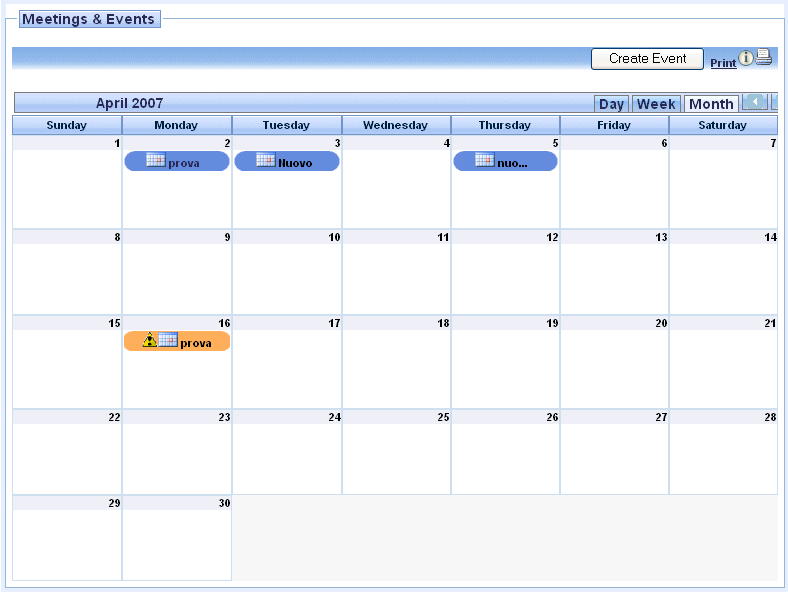 Meetings & Events
Create Event Print
April 2007 Day Week Month
Sunday Monday Tuesday Wednesday Thursday Friday Saturday
1 2 3 4 5 6 7
prova Nuovo nuo...
8 9 10 11 12 13 14
15 16 17 18 19 20 21
prova
22 23 24 25 26 27 28
29 30